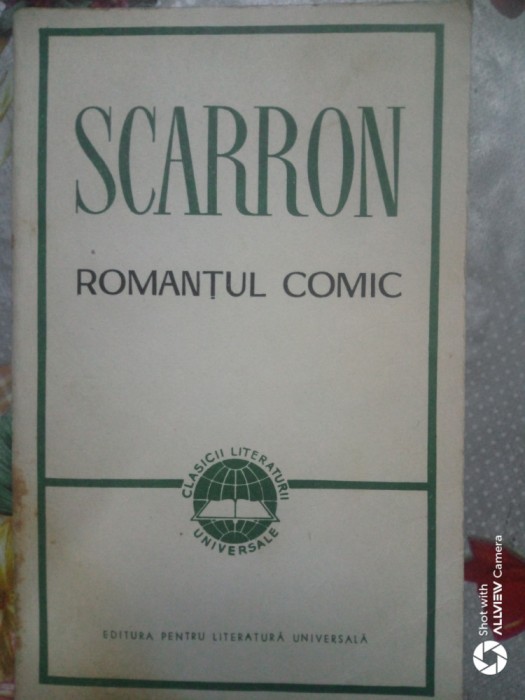 SCARRON
ROMANȚUL COMIC
CLASICII LITERATURII
UNIVERSALE
EDITURA PENTRU LITERATURĂ UNIVERSALĂ
Shot with
ALLVIEW Camera